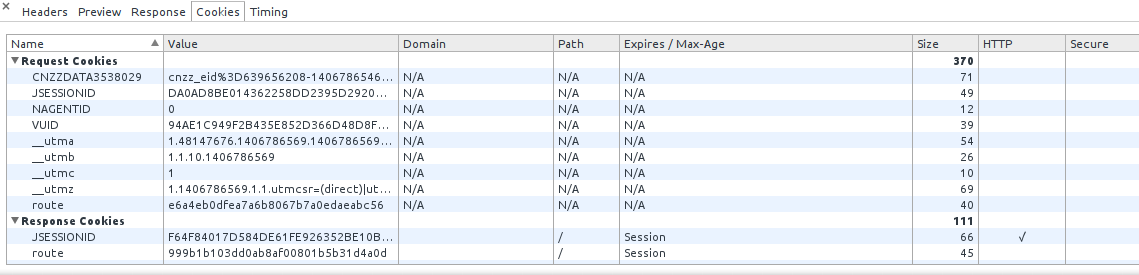 Headers Preview Response Cookies Timing
Name Value Domain Path Expires / Max-Age Size HTTP Secure
Request Cookies 370
CNZZDATA3538029 cnzz_eid%3D639656208-1406786546... N/A N/A N/A 71
JSESSIONID DA0AD8BE014362258DD2395D2920... N/A N/A N/A 49
NAGENTID 0 N/A N/A N/A 12
VUID 94AE1C949F2B435E852D366D48D8F... N/A N/A N/A 39
__utma 1.48147676.1406786569.1406786569... N/A N/A N/A 54
__utmb 1.1.10.1406786569 N/A N/A N/A 26
__utmc 1 N/A N/A N/A 10
__utmz 1.1406786569.1.1.utmcsr=(direct)|ut... N/A N/A N/A 69
route e6a4eb0dfea7a6b8067b7a0edaeabc56 N/A N/A N/A 40
Response Cookies 111
JSESSIONID F64F84017D584DE61FE926352BE10B... / Session 66 √
route 999b1b103dd0ab8af00801b5b31d4a0d / Session 45